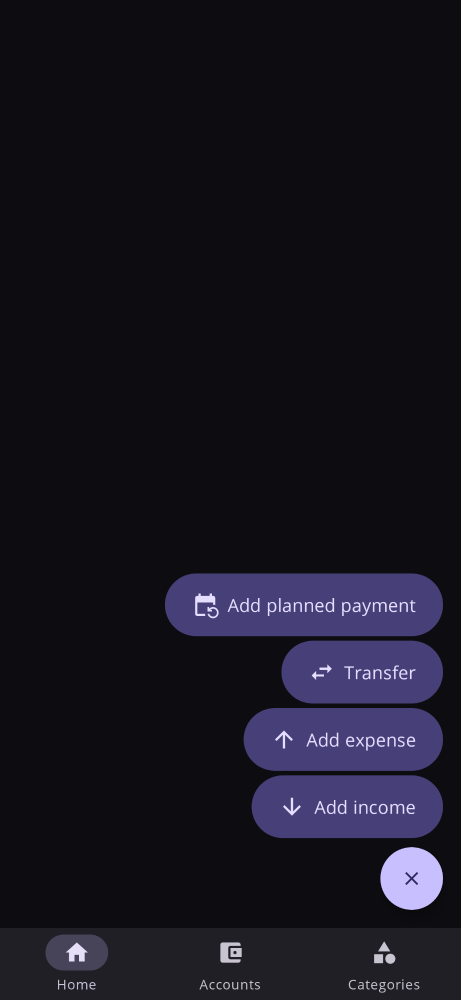 Add planned payment
Transfer
Add expense
Add income
Home
Accounts
Categories